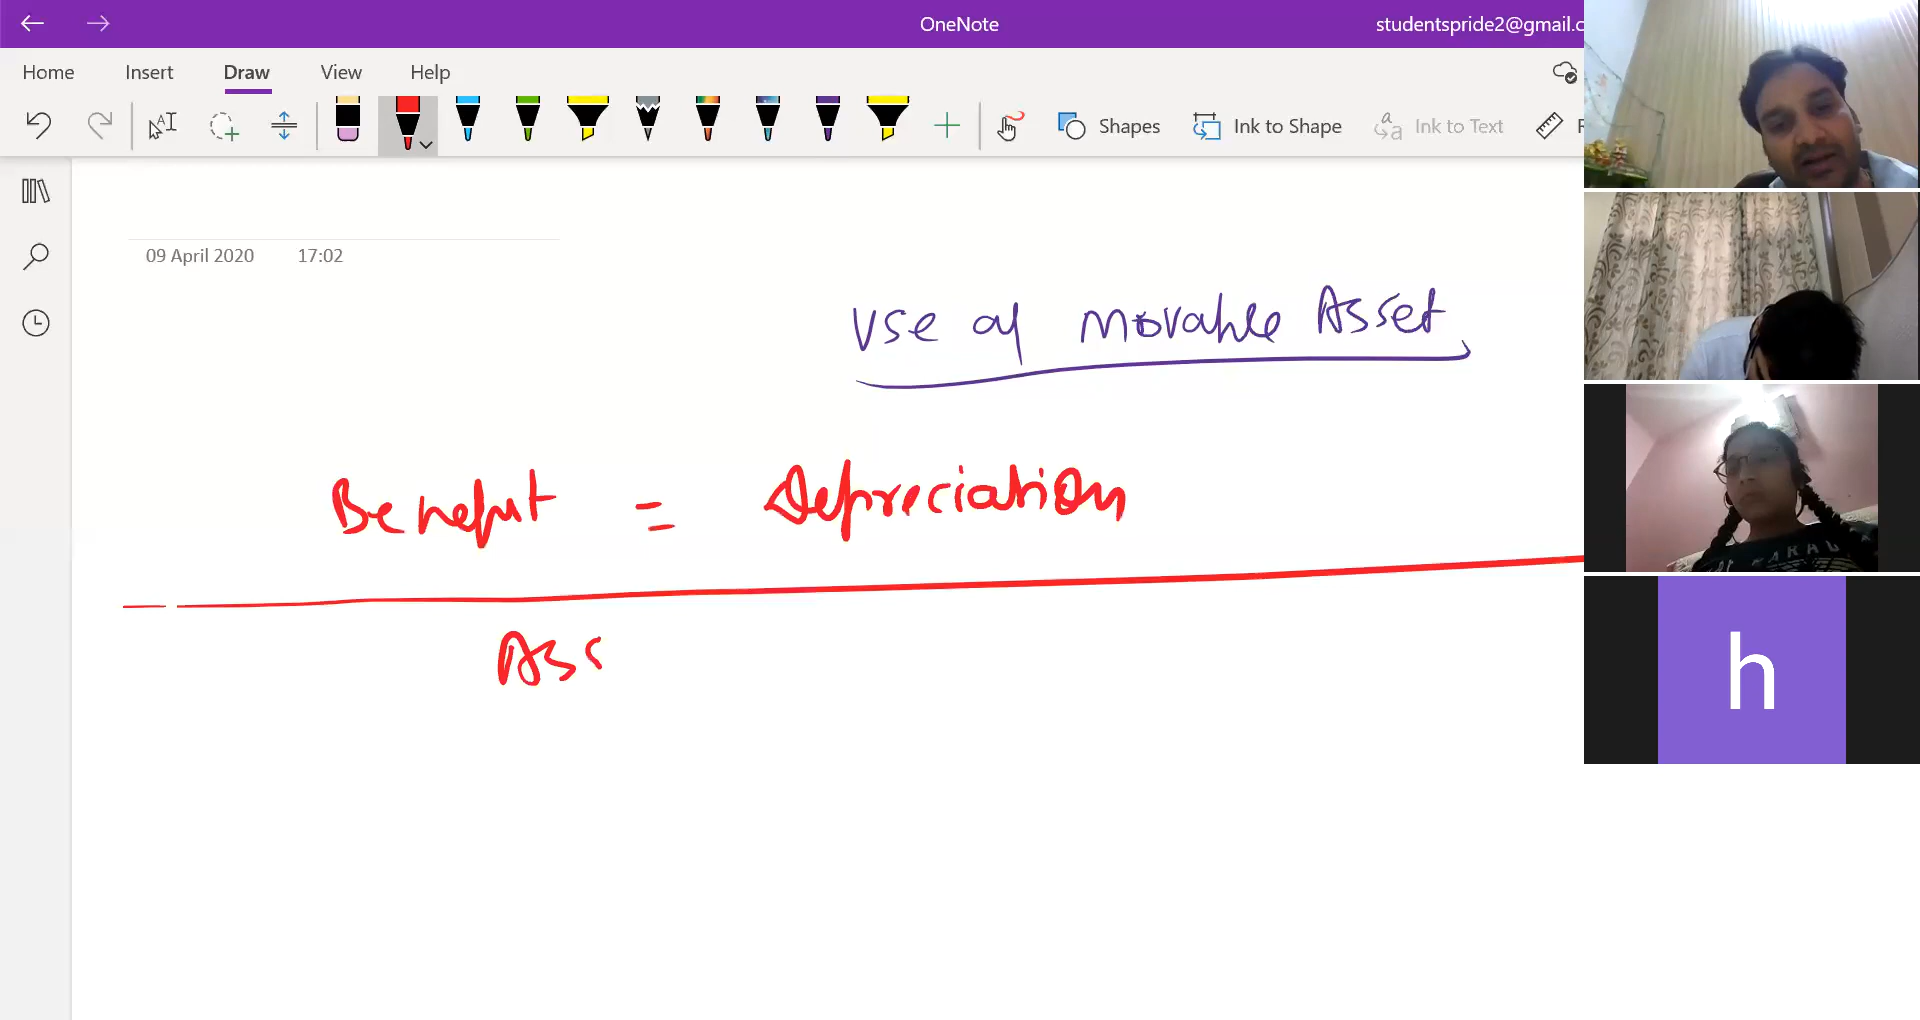 OneNote
studentspride2@gmail.c
Home Insert Draw View Help
Shapes Ink to Shape Ink to Text R
09 April 2020 17:02
Use of movable Asset
Benefit = Depreciation
Ass
h